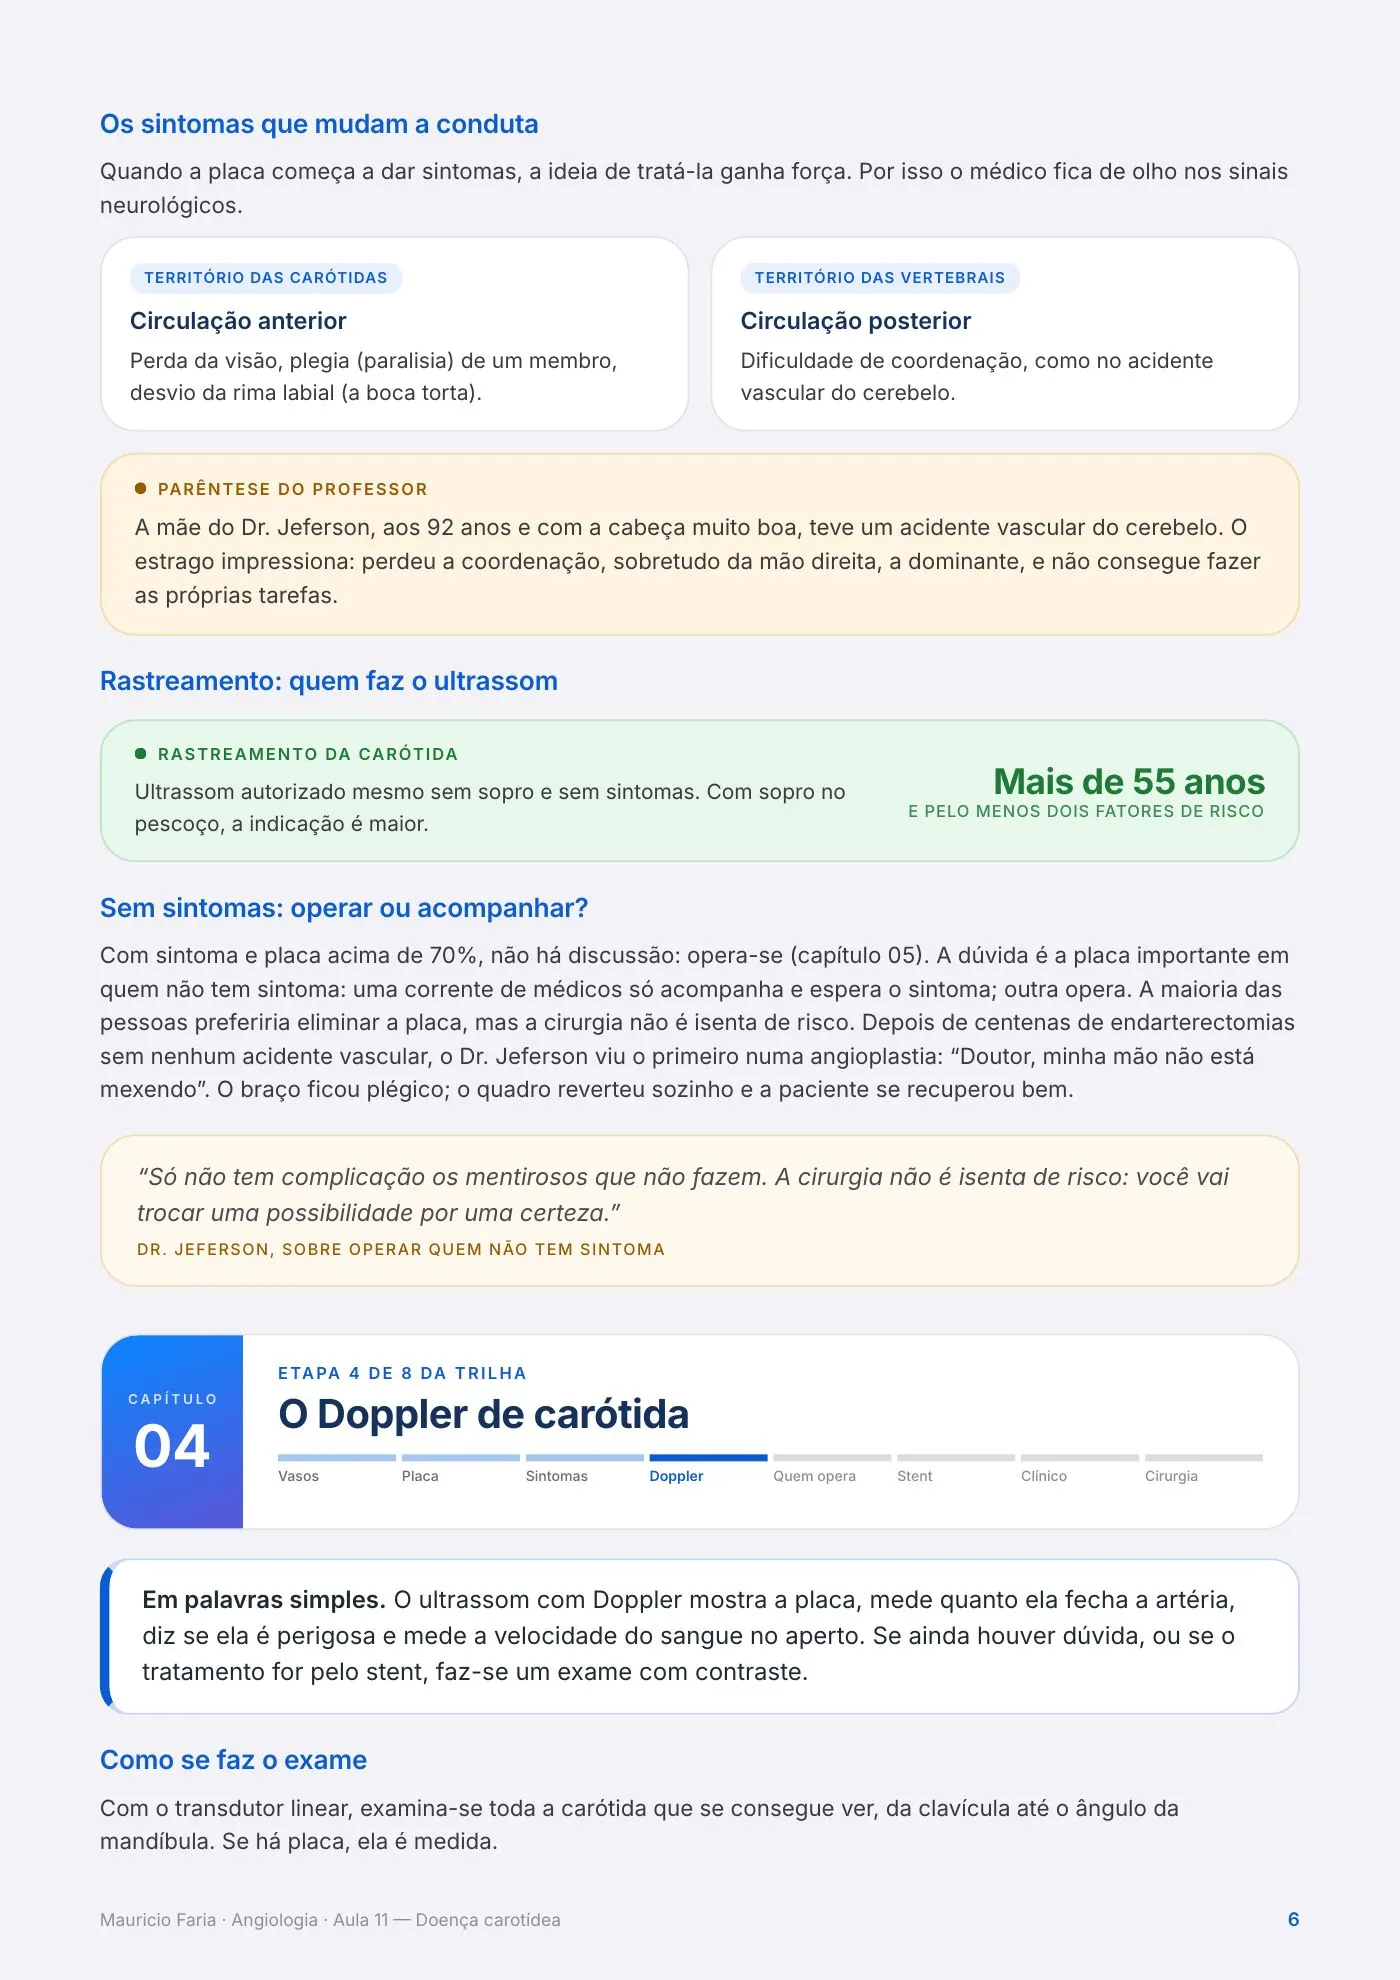 Os sintomas que mudam a conduta
Quando a placa começa a dar sintomas, a ideia de tratá-la ganha força. Por isso o médico fica de olho nos sinais
neurológicos.
TERRITÓRIO DAS CARÓTIDAS
Circulação anterior
Perda da visão, plegia (paralisia) de um membro,
desvio da rima labial (a boca torta).
TERRITÓRIO DAS VERTEBRAIS
Circulação posterior
Dificuldade de coordenação, como no acidente
vascular do cerebelo.
PARÊNTESE DO PROFESSOR
A mãe do Dr. Jeferson, aos 92 anos e com a cabeça muito boa, teve um acidente vascular do cerebelo. O
estrago impressiona: perdeu a coordenação, sobretudo da mão direita, a dominante, e não consegue fazer
as próprias tarefas.
Rastreamento: quem faz o ultrassom
RASTREAMENTO DA CARÓTIDA
Ultrassom autorizado mesmo sem sopro e sem sintomas. Com sopro no
pescoço, a indicação é maior.
Mais de 55 anos
E PELO MENOS DOIS FATORES DE RISCO
Sem sintomas: operar ou acompanhar?
Com sintoma e placa acima de 70%, não há discussão: opera-se (capítulo 05). A dúvida é a placa importante em
quem não tem sintoma: uma corrente de médicos só acompanha e espera o sintoma; outra opera. A maioria das
pessoas preferiria eliminar a placa, mas a cirurgia não é isenta de risco. Depois de centenas de endarterectomias
sem nenhum acidente vascular, o Dr. Jeferson viu o primeiro numa angioplastia: “Doutor, minha mão não está
mexendo”. O braço ficou plégico; o quadro reverteu sozinho e a paciente se recuperou bem.
“Só não tem complicação os mentirosos que não fazem. A cirurgia não é isenta de risco: você vai
trocar uma possibilidade por uma certeza.”
DR. JEFERSON, SOBRE OPERAR QUEM NÃO TEM SINTOMA
CAPÍTULO
04
ETAPA 4 DE 8 DA TRILHA
O Doppler de carótida
Vasos Placa Sintomas Doppler Quem opera Stent Clínico Cirurgia
Em palavras simples. O ultrassom com Doppler mostra a placa, mede quanto ela fecha a artéria,
diz se ela é perigosa e mede a velocidade do sangue no aperto. Se ainda houver dúvida, ou se o
tratamento for pelo stent, faz-se um exame com contraste.
Como se faz o exame
Com o transdutor linear, examina-se toda a carótida que se consegue ver, da clavícula até o ângulo da
mandíbula. Se há placa, ela é medida.
Mauricio Faria · Angiologia · Aula 11 — Doença carotídea
6